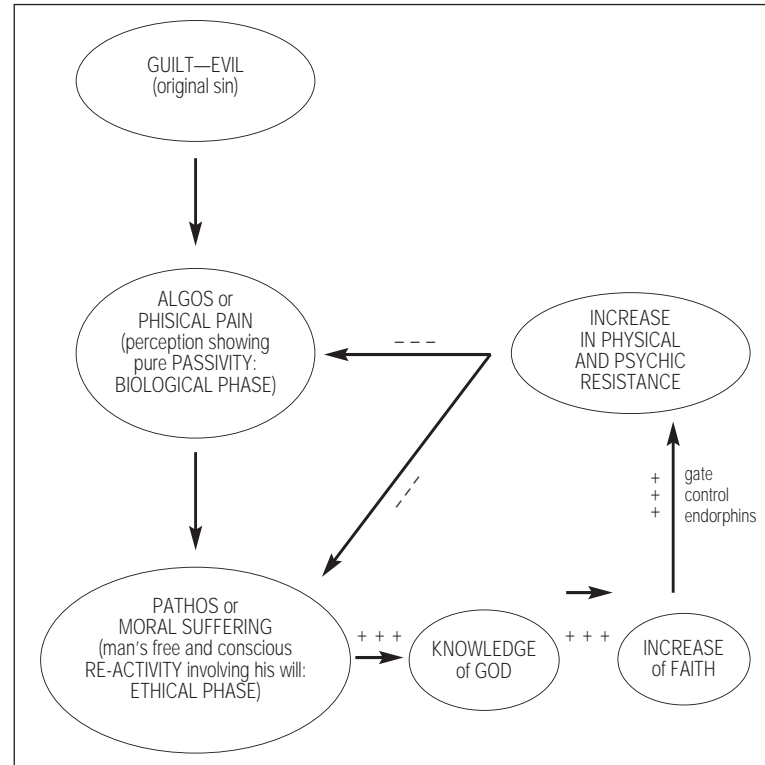 GUILT—EVIL
(original sin)
ALGOS or
PHISICAL PAIN
(perception showing
pure PASSIVITY:
BIOLOGICAL PHASE)
- - -
INCREASE
IN PHYSICAL
AND PSYCHIC
RESISTANCE
- - - -
+ gate
+ control
+ endorphins
PATHOS or
MORAL SUFFERING
(man's free and conscious
RE-ACTIVITY involving his will:
ETHICAL PHASE)
+ + +
KNOWLEDGE
of GOD
+ + +
INCREASE
of FAITH